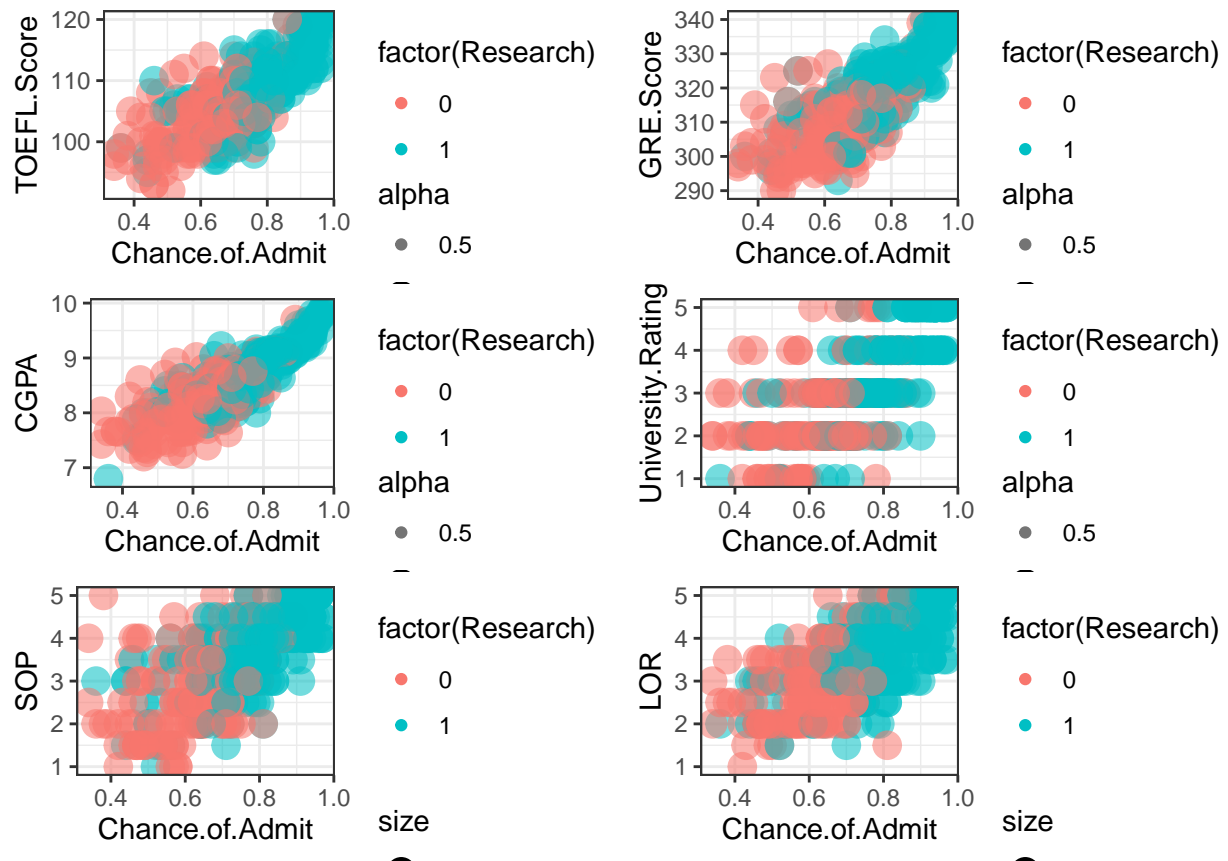 TOEFL.Score
120
110
100
0.4 0.6 0.8 1.0
Chance.of.Admit
factor(Research)
0
1
alpha
0.5
GRE.Score
340
330
320
310
300
290
0.4 0.6 0.8 1.0
Chance.of.Admit
factor(Research)
0
1
alpha
0.5
CGPA
10
9
8
7
0.4 0.6 0.8 1.0
Chance.of.Admit
factor(Research)
0
1
alpha
0.5
University.Rating
5
4
3
2
1
0.4 0.6 0.8 1.0
Chance.of.Admit
factor(Research)
0
1
alpha
0.5
SOP
5
4
3
2
1
0.4 0.6 0.8 1.0
Chance.of.Admit
factor(Research)
0
1
size
LOR
5
4
3
2
1
0.4 0.6 0.8 1.0
Chance.of.Admit
factor(Research)
0
1
size